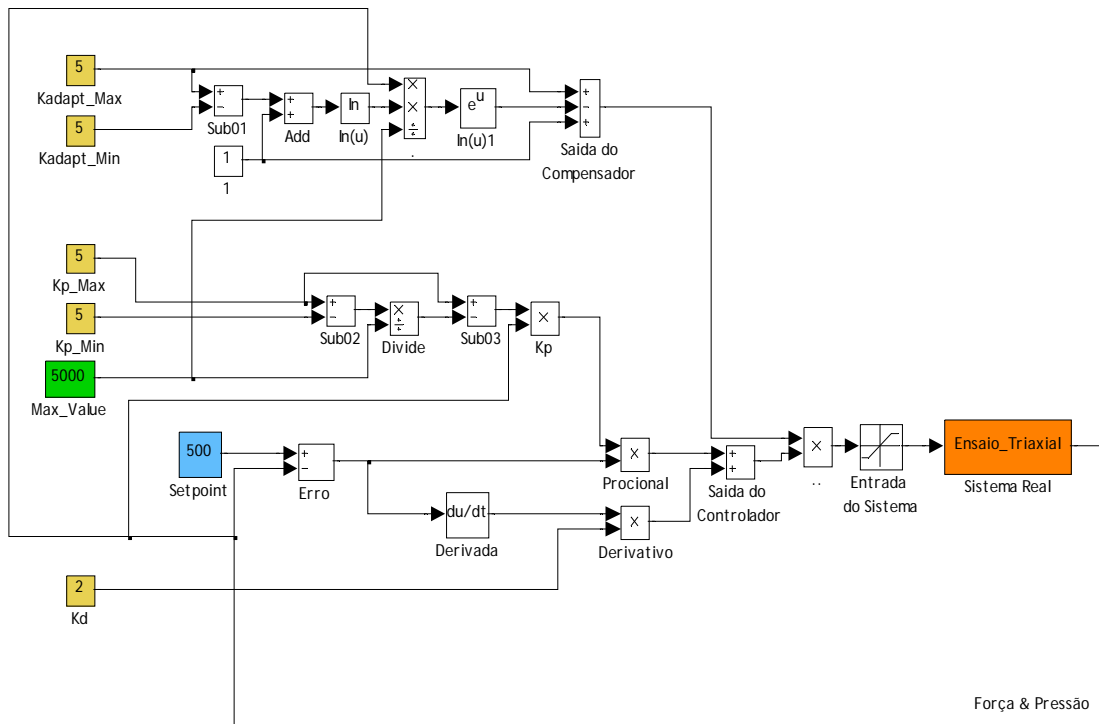 5
Kadapt_Max
+
−
Sub01
+
+
Add
ln
ln(u)
×
×
÷
.
e^u
ln(u)1
+
−
+
Saida do
Compensador
5
Kadapt_Min
1
1
5
Kp_Max
5
Kp_Min
+
−
Sub02
×
÷
Divide
+
−
Sub03
×
Kp
5000
Max_Value
500
Setpoint
+
−
Erro
×
Procional
+
+
Saida do
Controlador
×
..
Entrada
do Sistema
Ensaio_Triaxial
Sistema Real
du/dt
Derivada
×
Derivativo
2
Kd
Força & Pressão